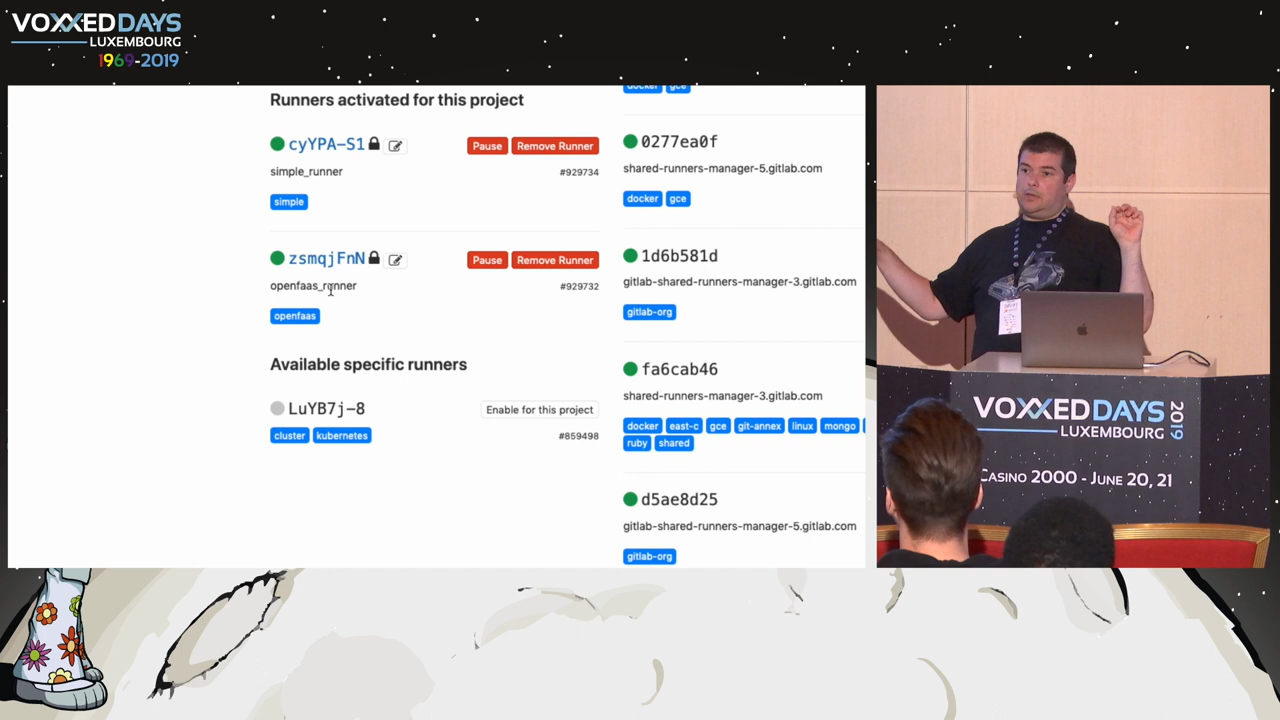 VOXXEDDAYS
LUXEMBOURG
1969-2019
Runners activated for this project
cyYPA-S1
Pause
Remove Runner
simple_runner
#929734
simple
zsmqjFnN
Pause
Remove Runner
openfaas_runner
#929732
openfaas
Available specific runners
LuYB7j-8
Enable for this project
cluster
kubernetes
#859498
docker
gce
0277ea0f
shared-runners-manager-5.gitlab.com
docker
gce
1d6b581d
gitlab-shared-runners-manager-3.gitlab.com
gitlab-org
fa6cab46
shared-runners-manager-3.gitlab.com
docker east-c gce git-annex linux mongo
ruby shared
d5ae8d25
gitlab-shared-runners-manager-5.gitlab.com
gitlab-org
VOXXEDDAYS 2019
LUXEMBOURG
CASINO 2000 - JUNE 20, 21